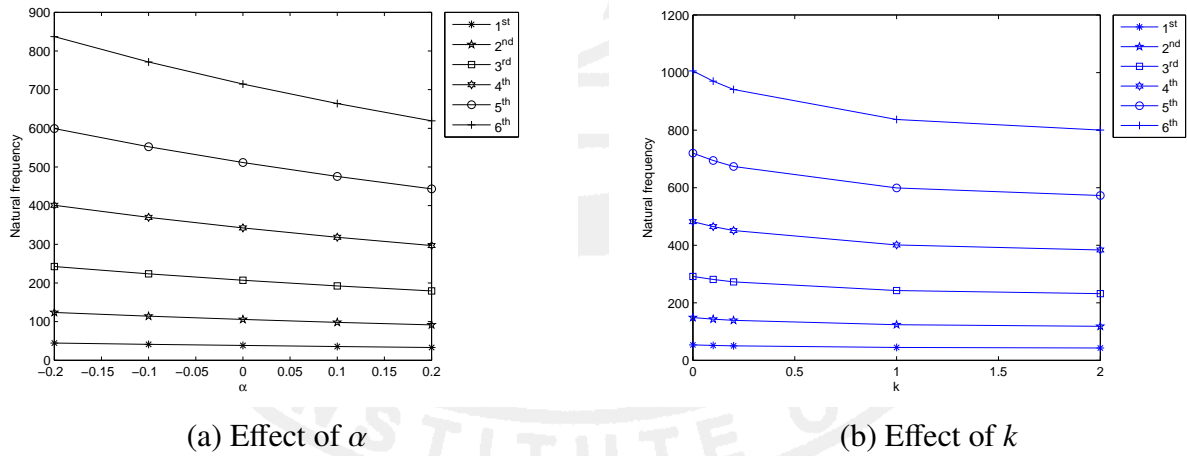 900
800
700
600
500
400
300
200
100
0
Natural frequency
−0.2
−0.15
−0.1
−0.05
0
0.05
0.1
0.15
0.2
α
1st
2nd
3rd
4th
5th
6th
(a) Effect of α
1200
1000
800
600
400
200
0
Natural frequency
0
0.5
1
1.5
2
k
1st
2nd
3rd
4th
5th
6th
(b) Effect of k
STITUTE O